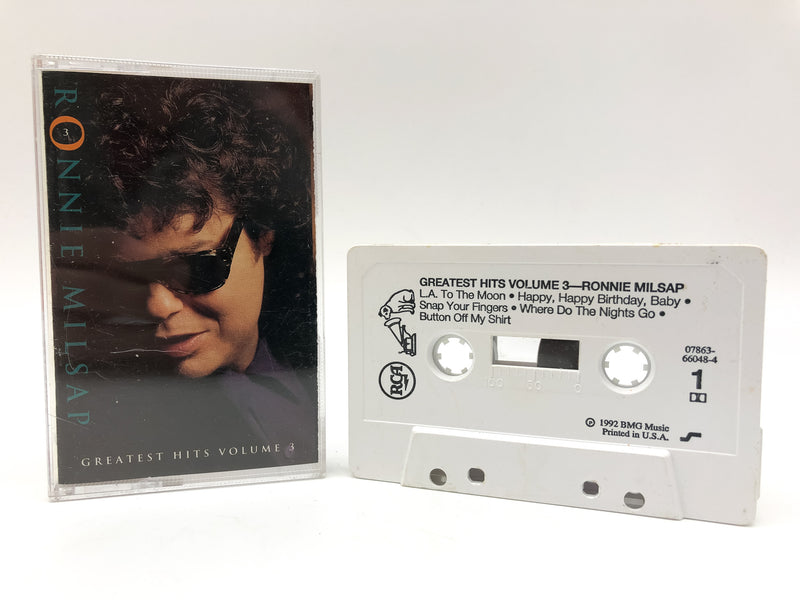 RONNIE MILSAP
3
GREATEST HITS VOLUME 3
GREATEST HITS VOLUME 3—RONNIE MILSAP
L.A. To The Moon • Happy, Happy Birthday, Baby •
Snap Your Fingers • Where Do The Nights Go •
Button Off My Shirt
RCA
100 50 0
07863-
66048-4
1
℗ 1992 BMG Music
Printed in U.S.A.